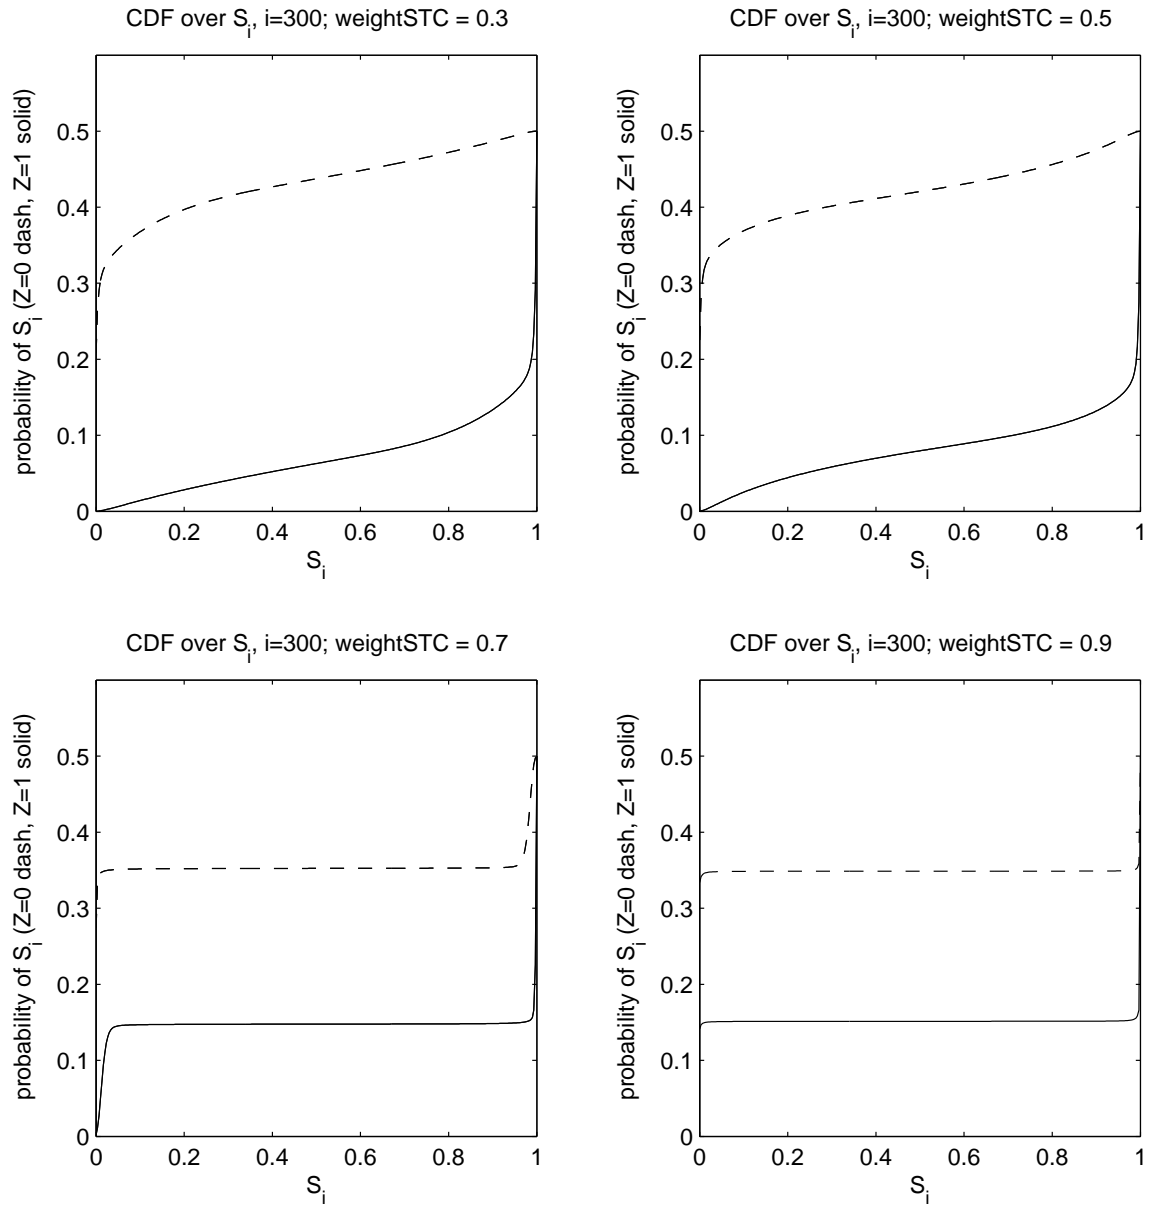 CDF over S_i, i=300; weightSTC = 0.3
probability of S_i (Z=0 dash, Z=1 solid)
0.5
0.4
0.3
0.2
0.1
0
0 0.2 0.4 0.6 0.8 1
S_i
CDF over S_i, i=300; weightSTC = 0.5
probability of S_i (Z=0 dash, Z=1 solid)
0.5
0.4
0.3
0.2
0.1
0
0 0.2 0.4 0.6 0.8 1
S_i
CDF over S_i, i=300; weightSTC = 0.7
probability of S_i (Z=0 dash, Z=1 solid)
0.5
0.4
0.3
0.2
0.1
0
0 0.2 0.4 0.6 0.8 1
S_i
CDF over S_i, i=300; weightSTC = 0.9
probability of S_i (Z=0 dash, Z=1 solid)
0.5
0.4
0.3
0.2
0.1
0
0 0.2 0.4 0.6 0.8 1
S_i